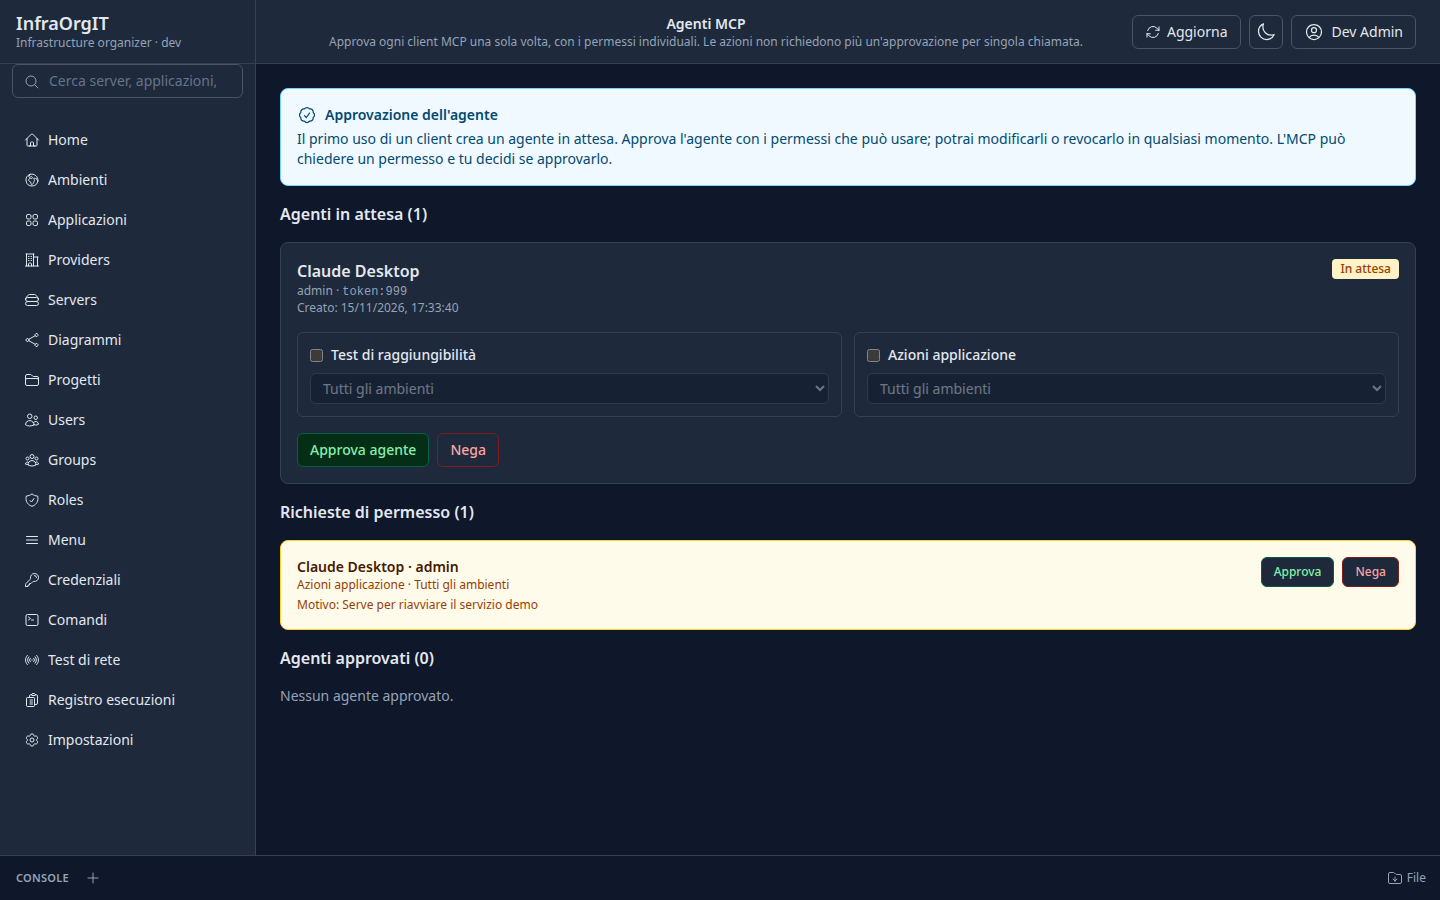 InfraOrgIT
Infrastructure organizer · dev
Agenti MCP
Approva ogni client MCP una sola volta, con i permessi individuali. Le azioni non richiedono più un'approvazione per singola chiamata.
Aggiorna
Dev Admin
Cerca server, applicazioni,
Home
Ambienti
Applicazioni
Providers
Servers
Diagrammi
Progetti
Users
Groups
Roles
Menu
Credenziali
Comandi
Test di rete
Registro esecuzioni
Impostazioni
Approvazione dell'agente
Il primo uso di un client crea un agente in attesa. Approva l'agente con i permessi che può usare; potrai modificarli o revocarlo in qualsiasi momento. L'MCP può
chiedere un permesso e tu decidi se approvarlo.
Agenti in attesa (1)
Claude Desktop
In attesa
admin · token:999
Creato: 15/11/2026, 17:33:40
Test di raggiungibilità
Tutti gli ambienti
Azioni applicazione
Tutti gli ambienti
Approva agente
Nega
Richieste di permesso (1)
Claude Desktop · admin
Azioni applicazione · Tutti gli ambienti
Motivo: Serve per riavviare il servizio demo
Approva
Nega
Agenti approvati (0)
Nessun agente approvato.
CONSOLE
File